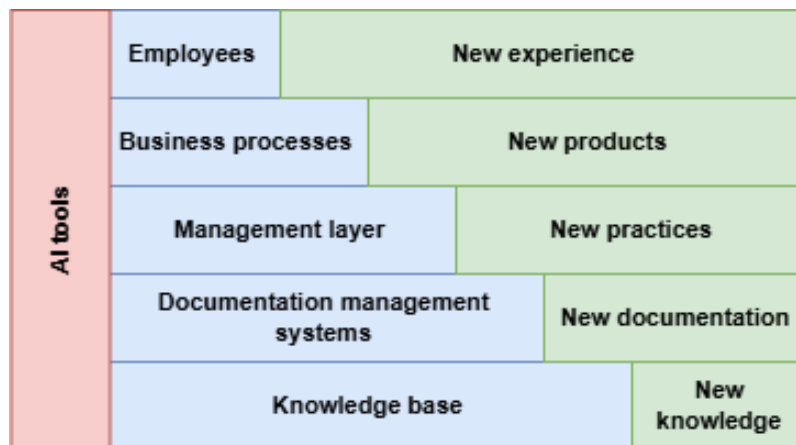 AI tools
Employees
New experience
Business processes
New products
Management layer
New practices
Documentation management
systems
New documentation
Knowledge base
New
knowledge